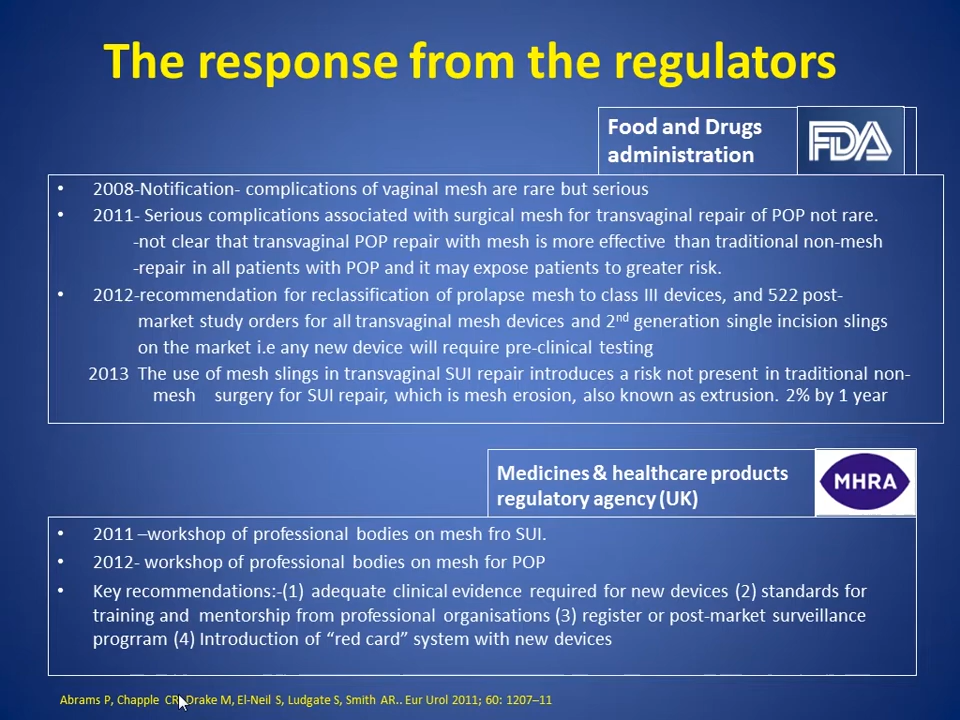 The response from the regulators
Food and Drugs
administration
FDA
• 2008-Notification- complications of vaginal mesh are rare but serious
• 2011- Serious complications associated with surgical mesh for transvaginal repair of POP not rare.
-not clear that transvaginal POP repair with mesh is more effective than traditional non-mesh
-repair in all patients with POP and it may expose patients to greater risk.
• 2012-recommendation for reclassification of prolapse mesh to class III devices, and 522 post-
market study orders for all transvaginal mesh devices and 2nd generation single incision slings
on the market i.e any new device will require pre-clinical testing
2013 The use of mesh slings in transvaginal SUI repair introduces a risk not present in traditional non-
mesh surgery for SUI repair, which is mesh erosion, also known as extrusion. 2% by 1 year
Medicines & healthcare products
regulatory agency (UK)
MHRA
• 2011 –workshop of professional bodies on mesh fro SUI.
• 2012- workshop of professional bodies on mesh for POP
• Key recommendations:-(1) adequate clinical evidence required for new devices (2) standards for
training and mentorship from professional organisations (3) register or post-market surveillance
progrram (4) Introduction of “red card” system with new devices
Abrams P, Chapple CR, Drake M, El-Neil S, Ludgate S, Smith AR.. Eur Urol 2011; 60: 1207–11